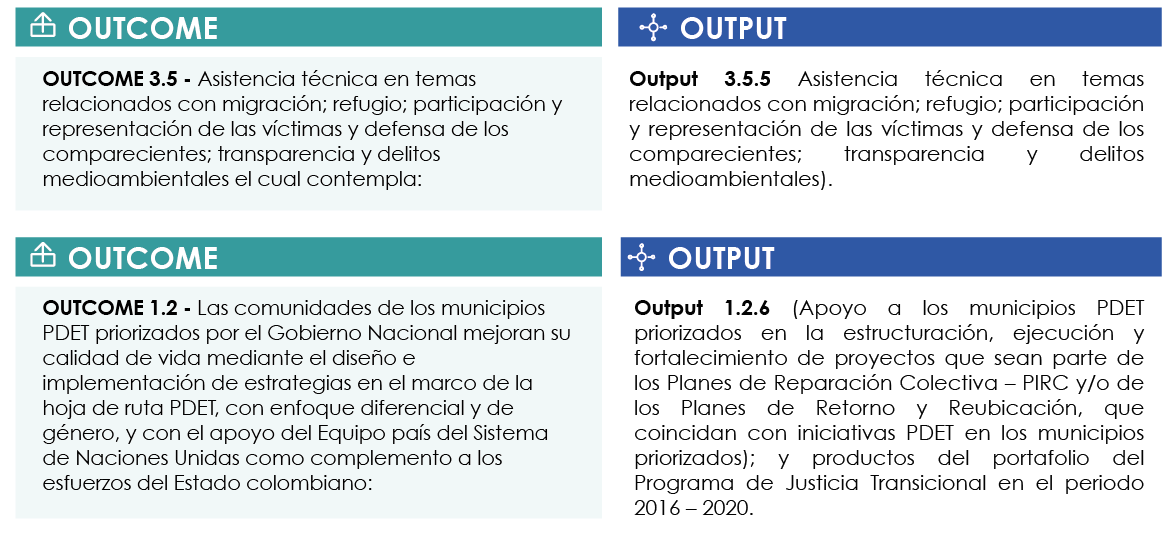 OUTCOME
OUTCOME 3.5 - Asistencia técnica en temas
relacionados con migración; refugio; participación y
representación de las víctimas y defensa de los
comparecientes; transparencia y delitos
medioambientales el cual contempla:
OUTPUT
Output 3.5.5 Asistencia técnica en temas
relacionados con migración; refugio; participación
y representación de las víctimas y defensa de los
comparecientes; transparencia y delitos
medioambientales).
OUTCOME
OUTCOME 1.2 - Las comunidades de los municipios
PDET priorizados por el Gobierno Nacional mejoran su
calidad de vida mediante el diseño e
implementación de estrategias en el marco de la
hoja de ruta PDET, con enfoque diferencial y de
género, y con el apoyo del Equipo país del Sistema
de Naciones Unidas como complemento a los
esfuerzos del Estado colombiano:
OUTPUT
Output 1.2.6 (Apoyo a los municipios PDET
priorizados en la estructuración, ejecución y
fortalecimiento de proyectos que sean parte de
los Planes de Reparación Colectiva – PIRC y/o de
los Planes de Retorno y Reubicación, que
coincidan con iniciativas PDET en los municipios
priorizados); y productos del portafolio del
Programa de Justicia Transicional en el periodo
2016 – 2020.